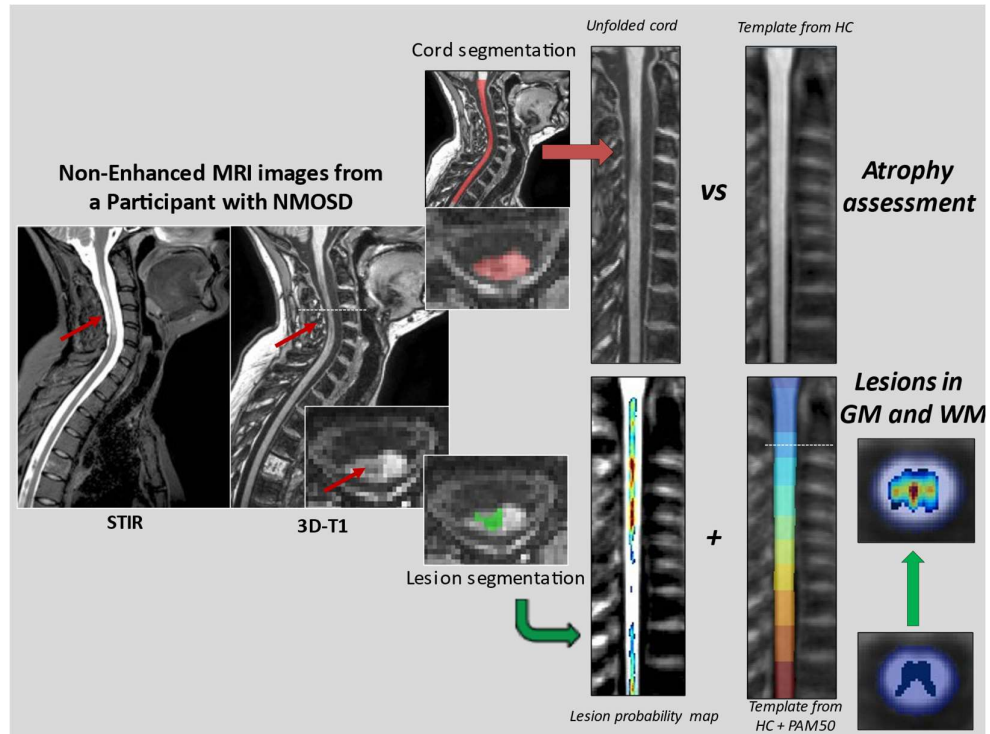 Unfolded cord
Template from HC
Cord segmentation
Non-Enhanced MRI images from
a Participant with NMOSD
vs
Atrophy
assessment
STIR
3D-T1
Lesion segmentation
Lesions in
GM and WM
+
Lesion probability map
Template from
HC + PAM50